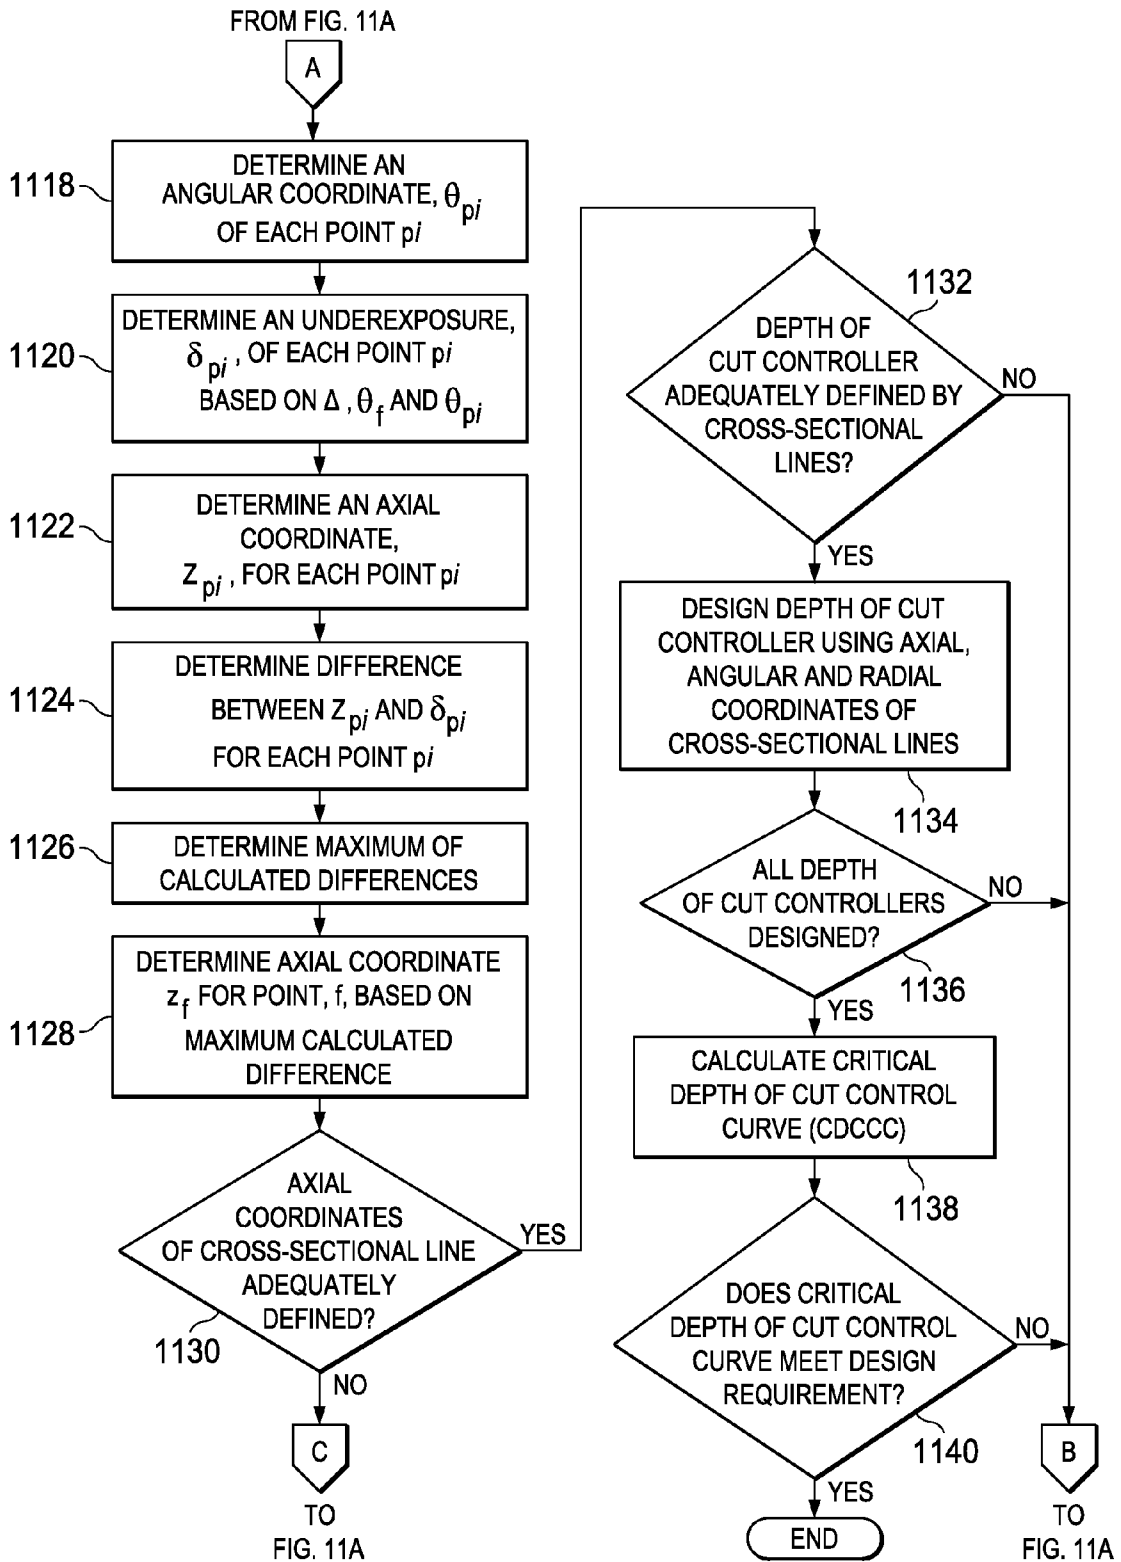 FROM FIG. 11A
A
1118
DETERMINE AN
ANGULAR COORDINATE, θpi
OF EACH POINT pi
1120
DETERMINE AN UNDEREXPOSURE,
δpi, OF EACH POINT pi
BASED ON Δ, θf AND θpi
1122
DETERMINE AN AXIAL
COORDINATE,
Zpi, FOR EACH POINT pi
1124
DETERMINE DIFFERENCE
BETWEEN Zpi AND δpi
FOR EACH POINT pi
1126
DETERMINE MAXIMUM OF
CALCULATED DIFFERENCES
1128
DETERMINE AXIAL COORDINATE
zf FOR POINT, f, BASED ON
MAXIMUM CALCULATED
DIFFERENCE
AXIAL
COORDINATES
OF CROSS-SECTIONAL LINE
ADEQUATELY
DEFINED?
YES
1130
NO
C
TO
FIG. 11A
1132
DEPTH OF
CUT CONTROLLER
ADEQUATELY DEFINED BY
CROSS-SECTIONAL
LINES?
NO
YES
DESIGN DEPTH OF CUT
CONTROLLER USING AXIAL,
ANGULAR AND RADIAL
COORDINATES OF
CROSS-SECTIONAL LINES
1134
ALL DEPTH
OF CUT CONTROLLERS
DESIGNED?
NO
1136
YES
CALCULATE CRITICAL
DEPTH OF CUT CONTROL
CURVE (CDCCC)
1138
DOES CRITICAL
DEPTH OF CUT CONTROL
CURVE MEET DESIGN
REQUIREMENT?
NO
1140
YES
END
B
TO
FIG. 11A